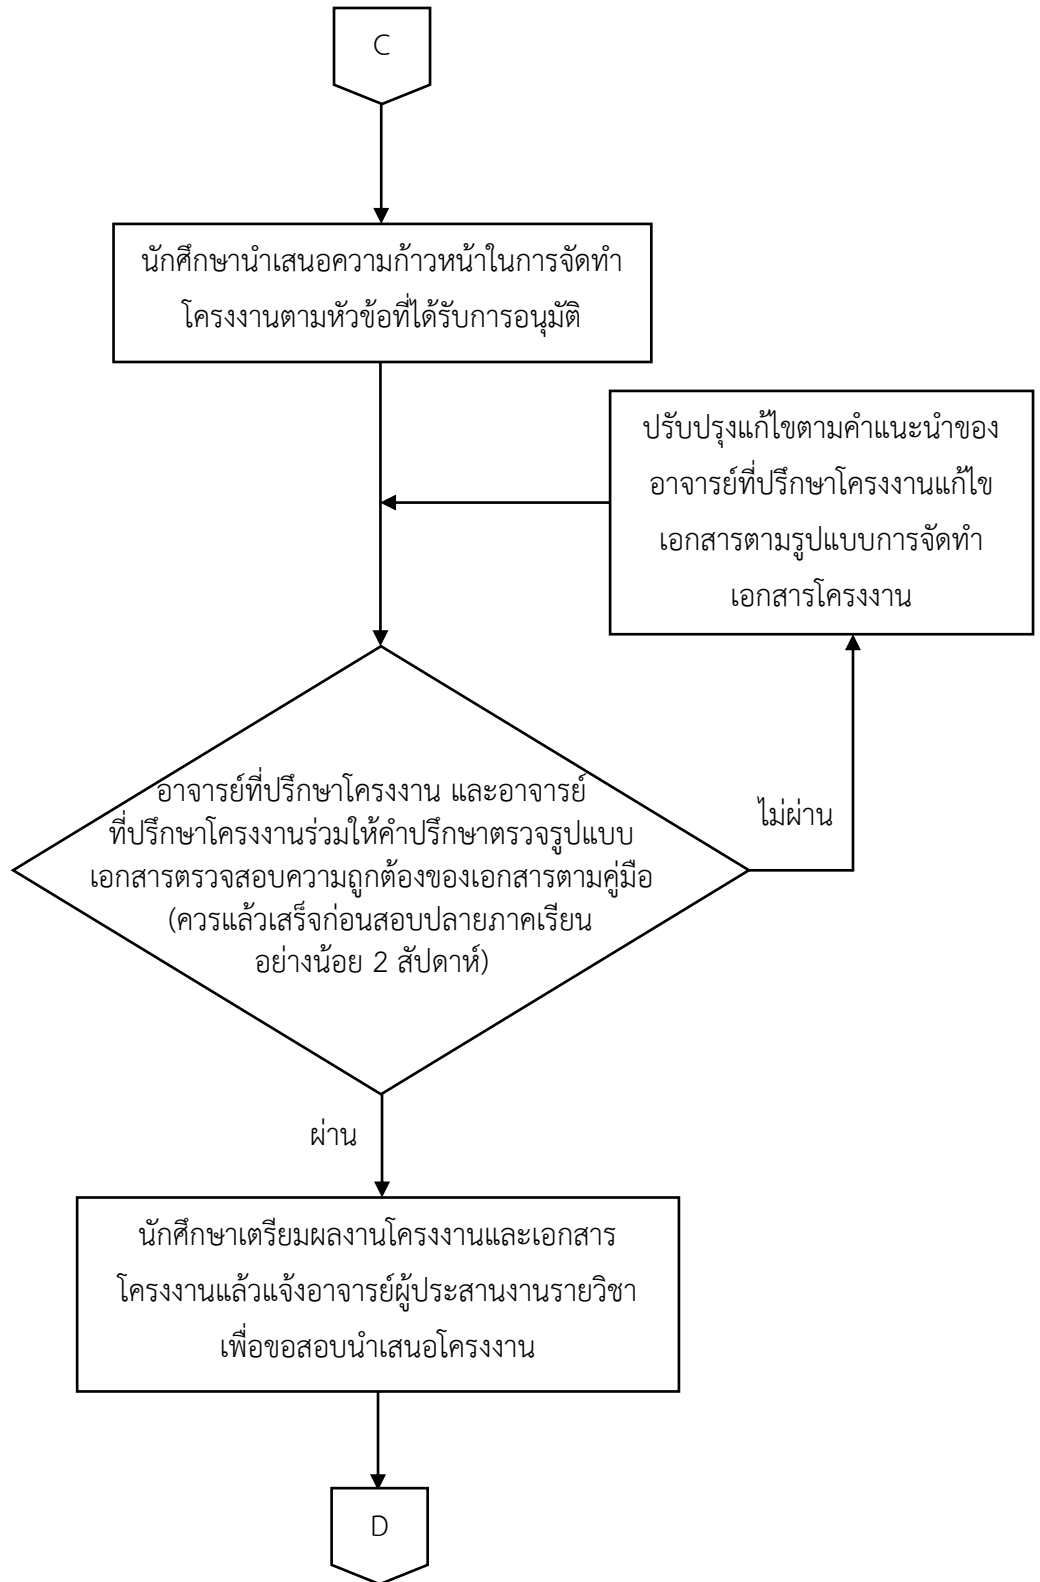 C
นักศึกษานำเสนอความก้าวหน้าในการจัดทำ
โครงงานตามหัวข้อที่ได้รับการอนุมัติ
ปรับปรุงแก้ไขตามคำแนะนำของ
อาจารย์ที่ปรึกษาโครงงานแก้ไข
เอกสารตามรูปแบบการจัดทำ
เอกสารโครงงาน
อาจารย์ที่ปรึกษาโครงงาน และอาจารย์
ที่ปรึกษาโครงงานร่วมให้คำปรึกษาตรวจรูปแบบ
เอกสารตรวจสอบความถูกต้องของเอกสารตามคู่มือ
(ควรแล้วเสร็จก่อนสอบปลายภาคเรียน
อย่างน้อย 2 สัปดาห์)
ไม่ผ่าน
ผ่าน
นักศึกษาเตรียมผลงานโครงงานและเอกสาร
โครงงานแล้วแจ้งอาจารย์ผู้ประสานงานรายวิชา
เพื่อขอสอบนำเสนอโครงงาน
D